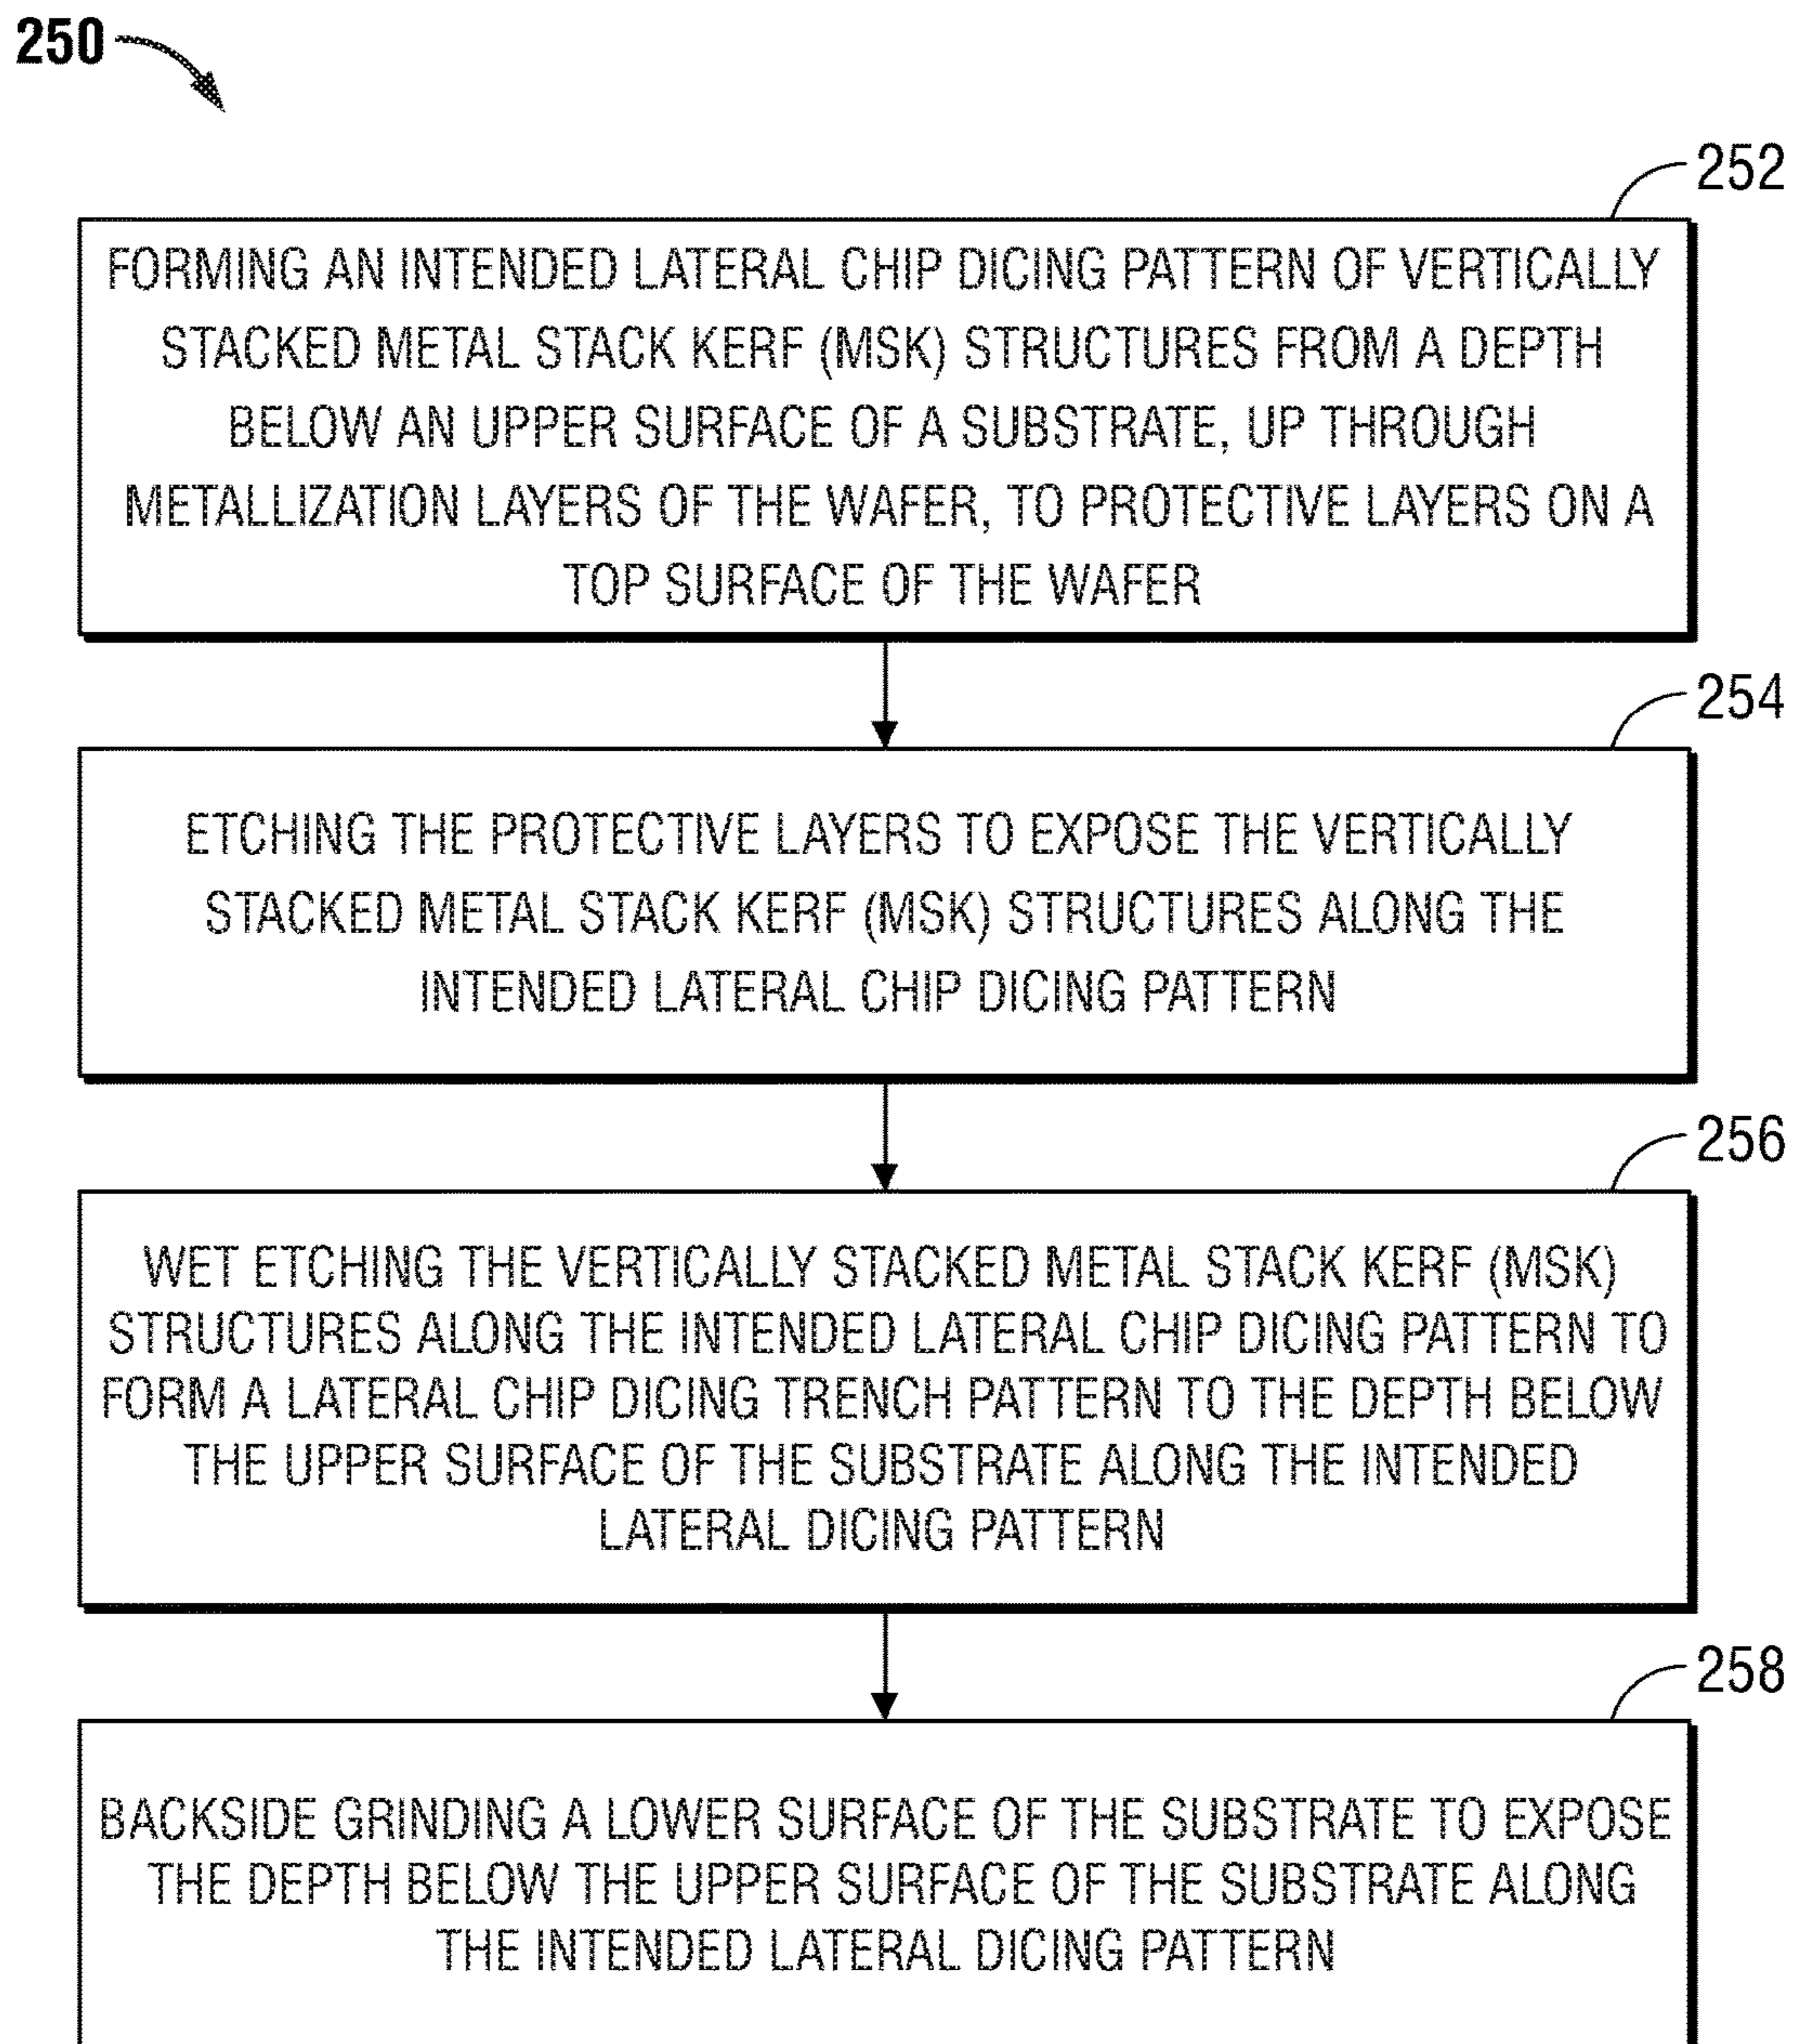 250
252
FORMING AN INTENDED LATERAL CHIP DICING PATTERN OF VERTICALLY
STACKED METAL STACK KERF (MSK) STRUCTURES FROM A DEPTH
BELOW AN UPPER SURFACE OF A SUBSTRATE, UP THROUGH
METALLIZATION LAYERS OF THE WAFER, TO PROTECTIVE LAYERS ON A
TOP SURFACE OF THE WAFER
254
ETCHING THE PROTECTIVE LAYERS TO EXPOSE THE VERTICALLY
STACKED METAL STACK KERF (MSK) STRUCTURES ALONG THE
INTENDED LATERAL CHIP DICING PATTERN
256
WET ETCHING THE VERTICALLY STACKED METAL STACK KERF (MSK)
STRUCTURES ALONG THE INTENDED LATERAL CHIP DICING PATTERN TO
FORM A LATERAL CHIP DICING TRENCH PATTERN TO THE DEPTH BELOW
THE UPPER SURFACE OF THE SUBSTRATE ALONG THE INTENDED
LATERAL DICING PATTERN
258
BACKSIDE GRINDING A LOWER SURFACE OF THE SUBSTRATE TO EXPOSE
THE DEPTH BELOW THE UPPER SURFACE OF THE SUBSTRATE ALONG
THE INTENDED LATERAL DICING PATTERN